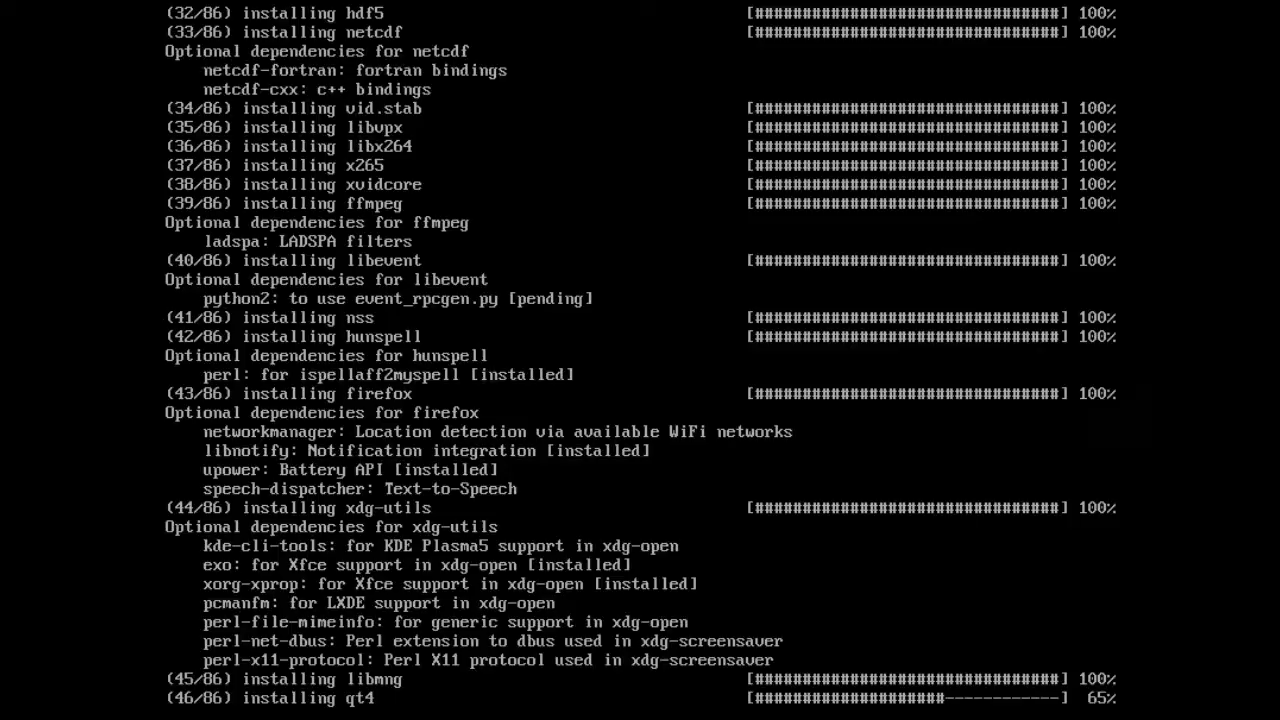 (32/86) installing hdf5 [################################] 100%
(33/86) installing netcdf [################################] 100%
Optional dependencies for netcdf
netcdf-fortran: fortran bindings
netcdf-cxx: c++ bindings
(34/86) installing vid.stab [################################] 100%
(35/86) installing libvpx [################################] 100%
(36/86) installing libx264 [################################] 100%
(37/86) installing x265 [################################] 100%
(38/86) installing xvidcore [################################] 100%
(39/86) installing ffmpeg [################################] 100%
Optional dependencies for ffmpeg
ladspa: LADSPA filters
(40/86) installing libevent [################################] 100%
Optional dependencies for libevent
python2: to use event_rpcgen.py [pending]
(41/86) installing nss [################################] 100%
(42/86) installing hunspell [################################] 100%
Optional dependencies for hunspell
perl: for ispellaff2myspell [installed]
(43/86) installing firefox [################################] 100%
Optional dependencies for firefox
networkmanager: Location detection via available WiFi networks
libnotify: Notification integration [installed]
upower: Battery API [installed]
speech-dispatcher: Text-to-Speech
(44/86) installing xdg-utils [################################] 100%
Optional dependencies for xdg-utils
kde-cli-tools: for KDE Plasma5 support in xdg-open
exo: for Xfce support in xdg-open [installed]
xorg-xprop: for Xfce support in xdg-open [installed]
pcmanfm: for LXDE support in xdg-open
perl-file-mimeinfo: for generic support in xdg-open
perl-net-dbus: Perl extension to dbus used in xdg-screensaver
perl-x11-protocol: Perl X11 protocol used in xdg-screensaver
(45/86) installing libmng [################################] 100%
(46/86) installing qt4 [####################------------] 65%